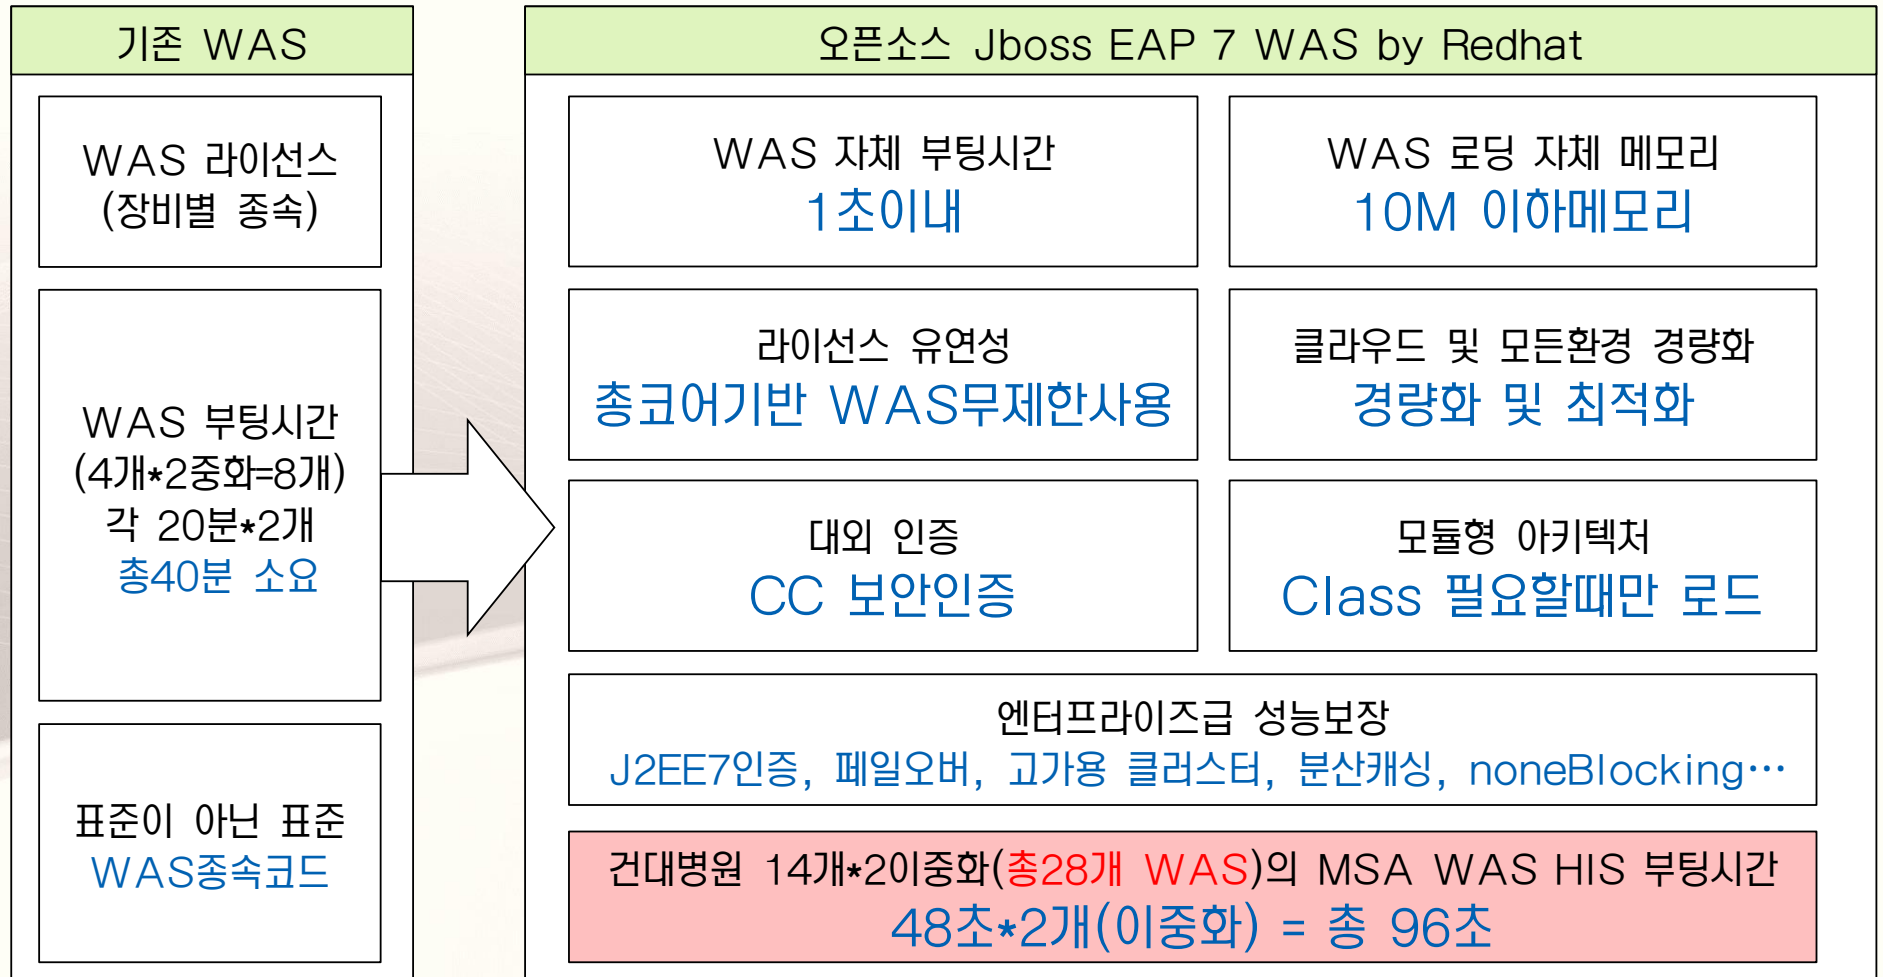 기존 WAS
WAS 라이선스
(장비별 종속)
WAS 부팅시간
(4개*2중화=8개)
각 20분*2개
총40분 소요
표준이 아닌 표준
WAS종속코드
오픈소스 Jboss EAP 7 WAS by Redhat
WAS 자체 부팅시간
1초이내
WAS 로딩 자체 메모리
10M 이하메모리
라이선스 유연성
총코어기반 WAS무제한사용
클라우드 및 모든환경 경량화
경량화 및 최적화
대외 인증
CC 보안인증
모듈형 아키텍처
Class 필요할때만 로드
엔터프라이즈급 성능보장
J2EE7인증, 페일오버, 고가용 클러스터, 분산캐싱, noneBlocking…
건대병원 14개*2이중화(총28개 WAS)의 MSA WAS HIS 부팅시간
48초*2개(이중화) = 총 96초